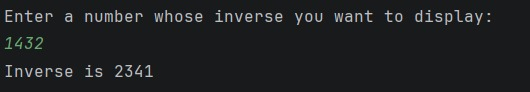 Enter a number whose inverse you want to display:
1432
Inverse is 2341